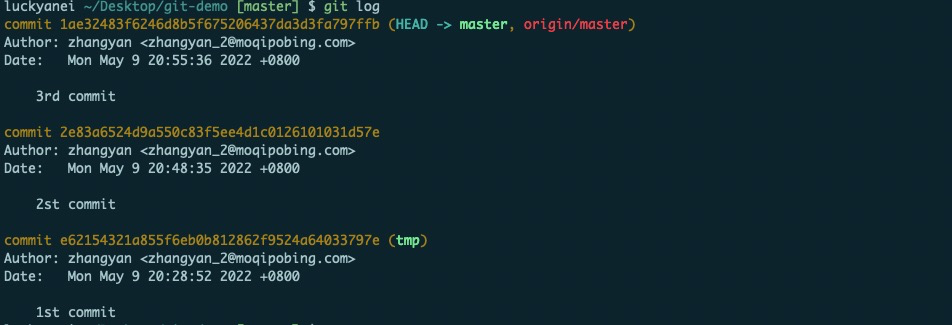 luckyanei ~/Desktop/git-demo [master] $ git log
commit 1ae32483f6246d8b5f675206437da3d3fa797ffb (HEAD -> master, origin/master)
Author: zhangyan <zhangyan_2@moqipobing.com>
Date:   Mon May 9 20:55:36 2022 +0800
3rd commit
commit 2e83a6524d9a550c83f5ee4d1c0126101031d57e
Author: zhangyan <zhangyan_2@moqipobing.com>
Date:   Mon May 9 20:48:35 2022 +0800
2st commit
commit e62154321a855f6eb0b812862f9524a64033797e (tmp)
Author: zhangyan <zhangyan_2@moqipobing.com>
Date:   Mon May 9 20:28:52 2022 +0800
1st commit